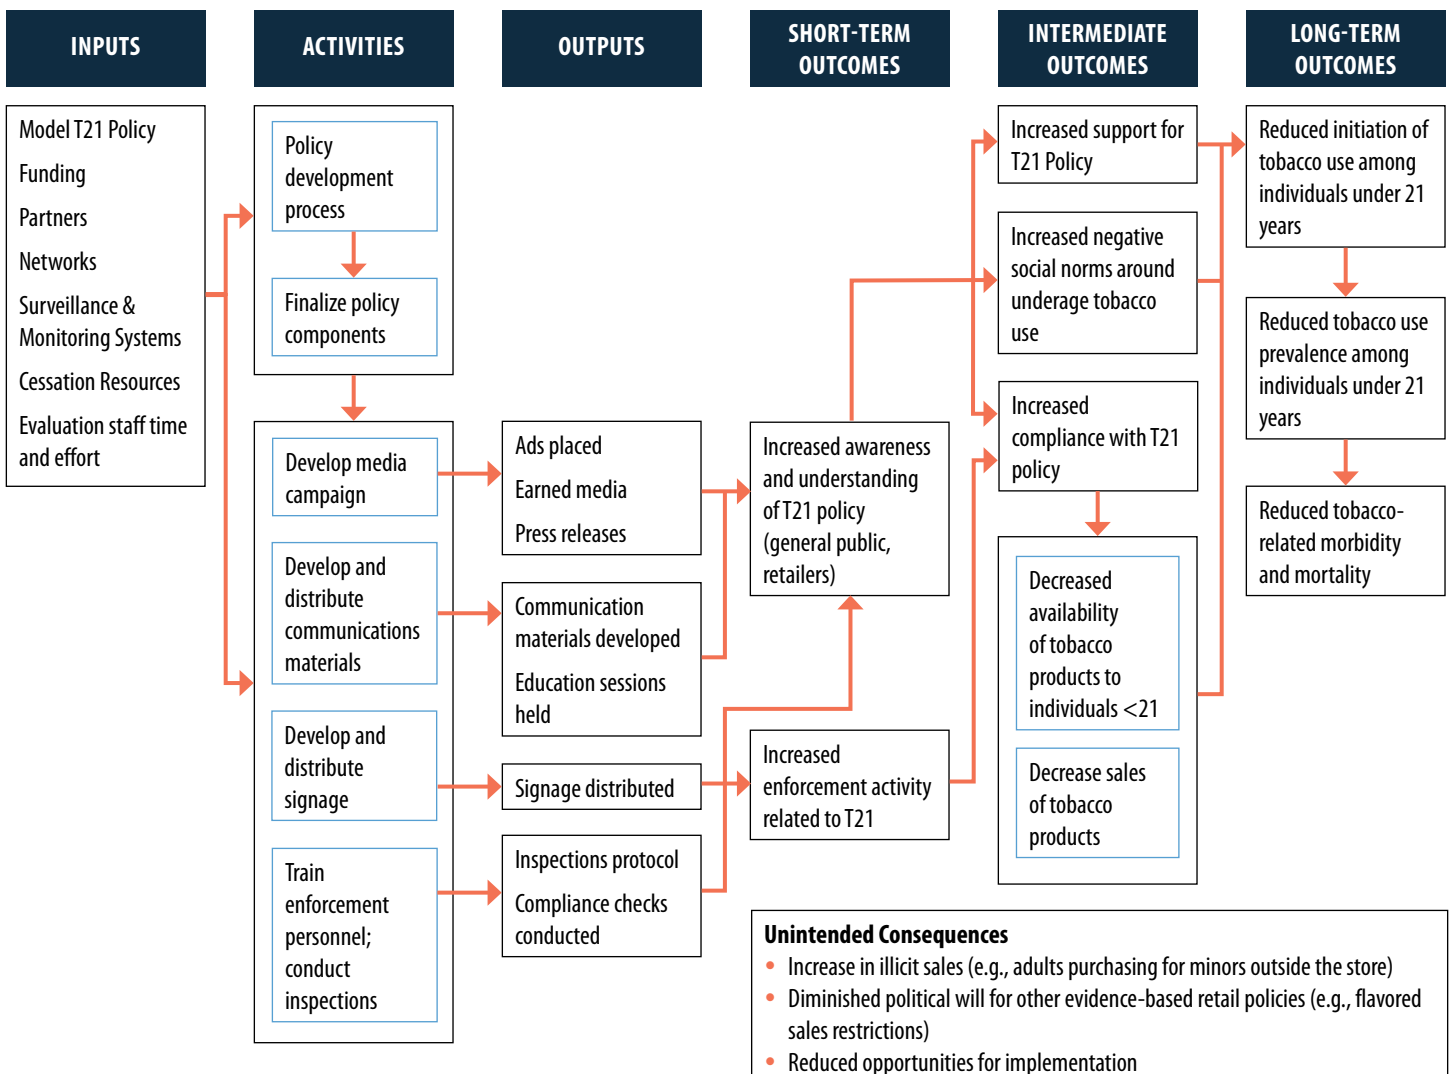 INPUTS
ACTIVITIES
OUTPUTS
SHORT-TERM
OUTCOMES
INTERMEDIATE
OUTCOMES
LONG-TERM
OUTCOMES
Model T21 Policy
Funding
Partners
Networks
Surveillance &
Monitoring Systems
Cessation Resources
Evaluation staff time
and effort
Policy
development
process
Finalize policy
components
Develop media
campaign
Develop and
distribute
communications
materials
Develop and
distribute
signage
Train
enforcement
personnel;
conduct
inspections
Ads placed
Earned media
Press releases
Communication
materials developed
Education sessions
held
Signage distributed
Inspections protocol
Compliance checks
conducted
Increased awareness
and understanding
of T21 policy
(general public,
retailers)
Increased
enforcement activity
related to T21
Increased support for
T21 Policy
Increased negative
social norms around
underage tobacco
use
Increased
compliance with T21
policy
Decreased
availability
of tobacco
products to
individuals <21
Decrease sales
of tobacco
products
Reduced initiation of
tobacco use among
individuals under 21
years
Reduced tobacco use
prevalence among
individuals under 21
years
Reduced tobacco-
related morbidity
and mortality
Unintended Consequences
• Increase in illicit sales (e.g., adults purchasing for minors outside the store)
• Diminished political will for other evidence-based retail policies (e.g., flavored
sales restrictions)
• Reduced opportunities for implementation